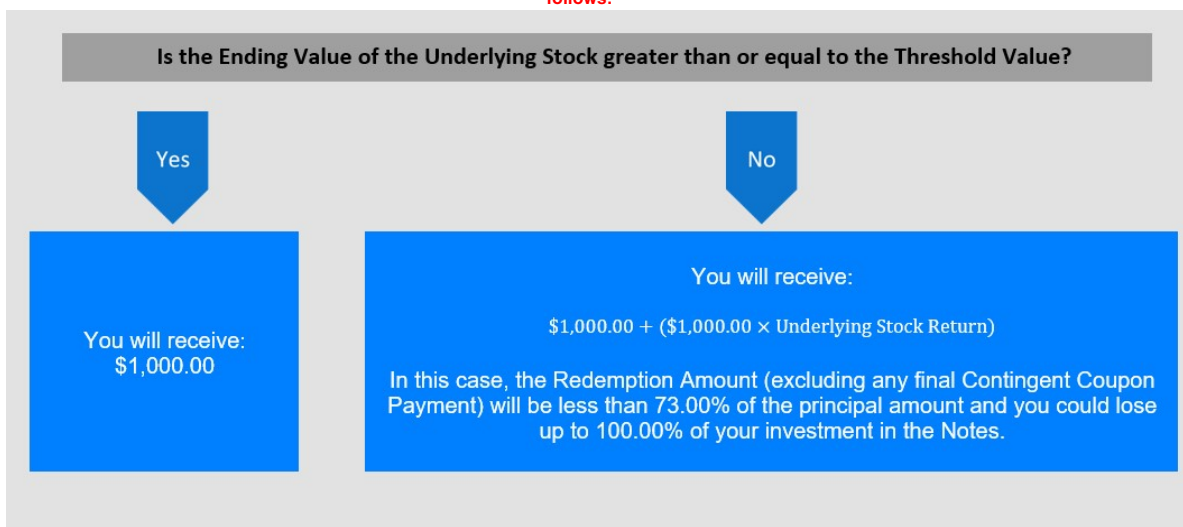 follows:
Is the Ending Value of the Underlying Stock greater than or equal to the Threshold Value?
Yes
No
You will receive:
$1,000.00
You will receive:
$1,000.00 + ($1,000.00 × Underlying Stock Return)
In this case, the Redemption Amount (excluding any final Contingent Coupon
Payment) will be less than 73.00% of the principal amount and you could lose
up to 100.00% of your investment in the Notes.